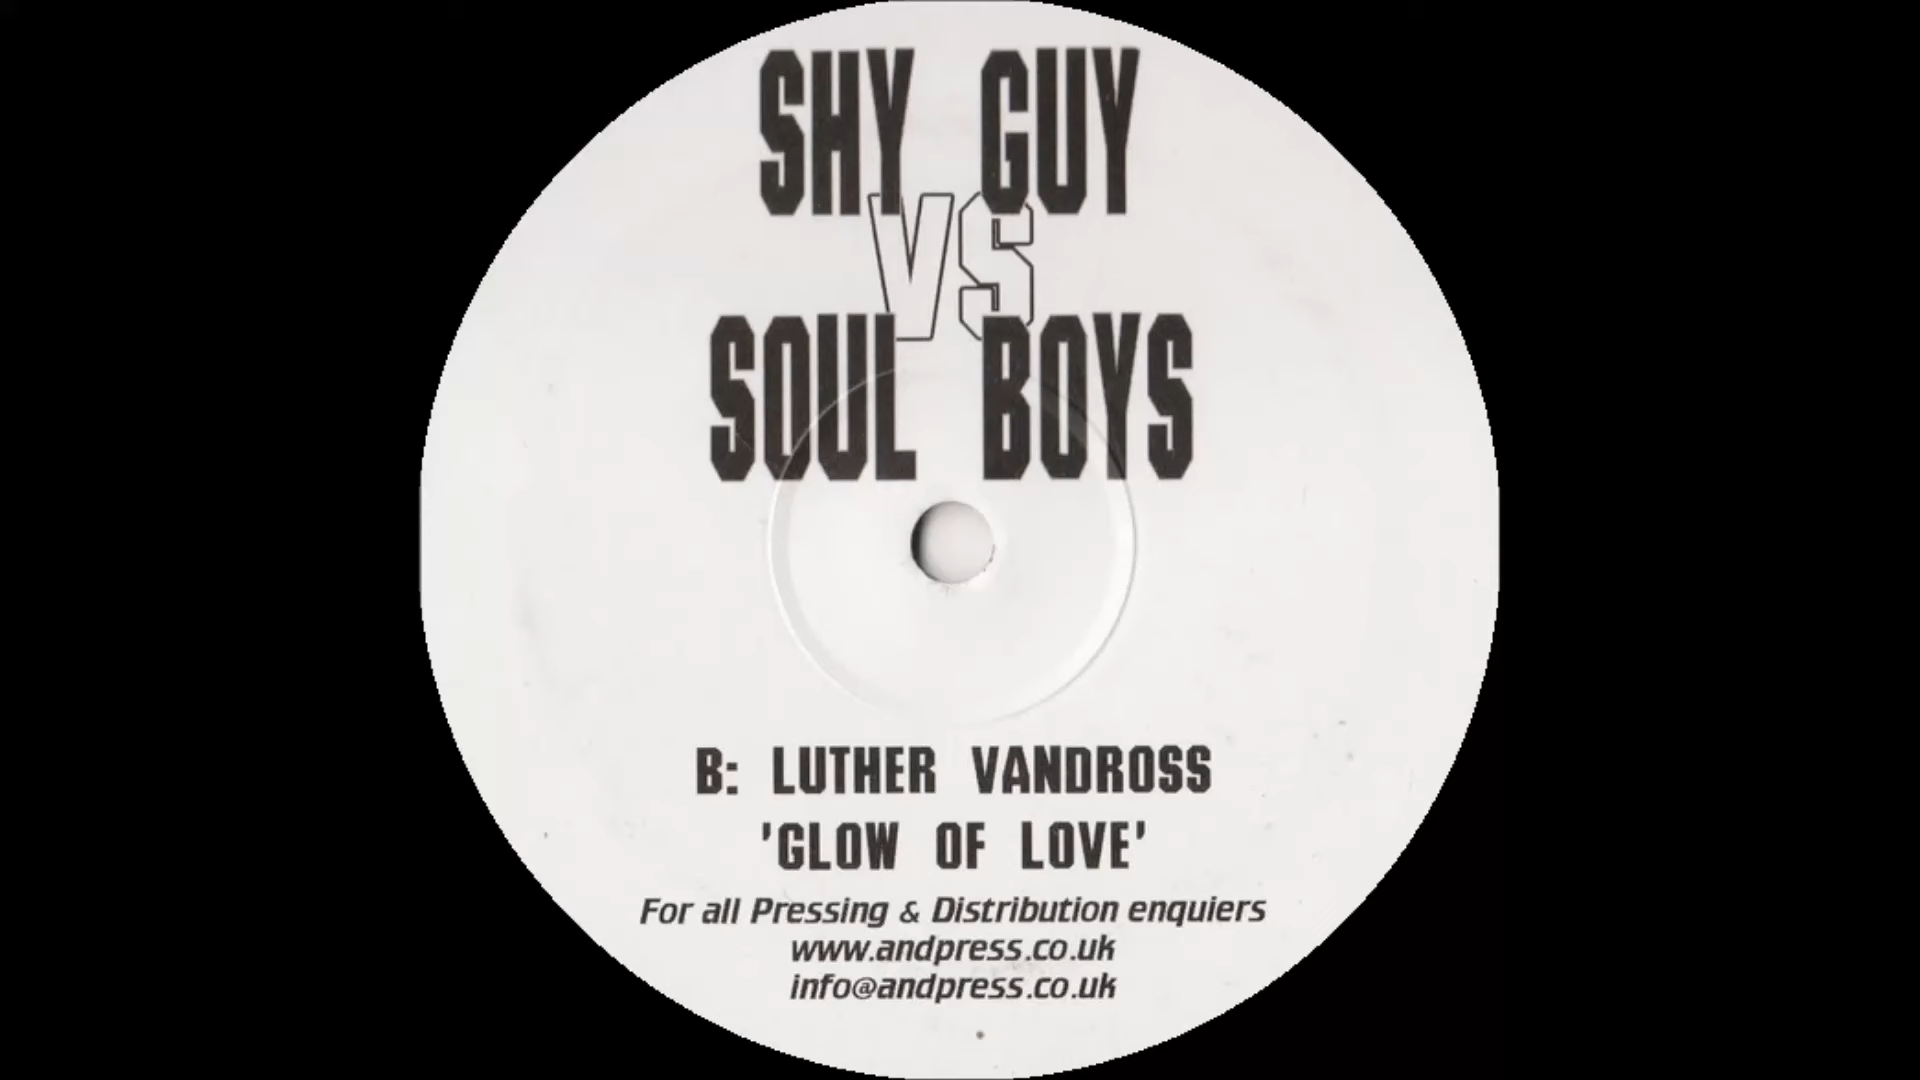 SHY GUY
VS
SOUL BOYS
B: LUTHER VANDROSS
'GLOW OF LOVE'
For all Pressing & Distribution enquiers
www.andpress.co.uk
info@andpress.co.uk